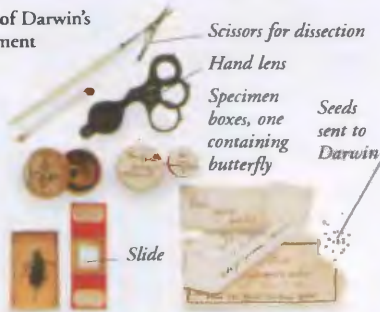 of Darwin's
ment
Scissors for dissection
Hand lens
Specimen
boxes, one
containing
butterfly
Seeds
sent to
Darwin
Slide